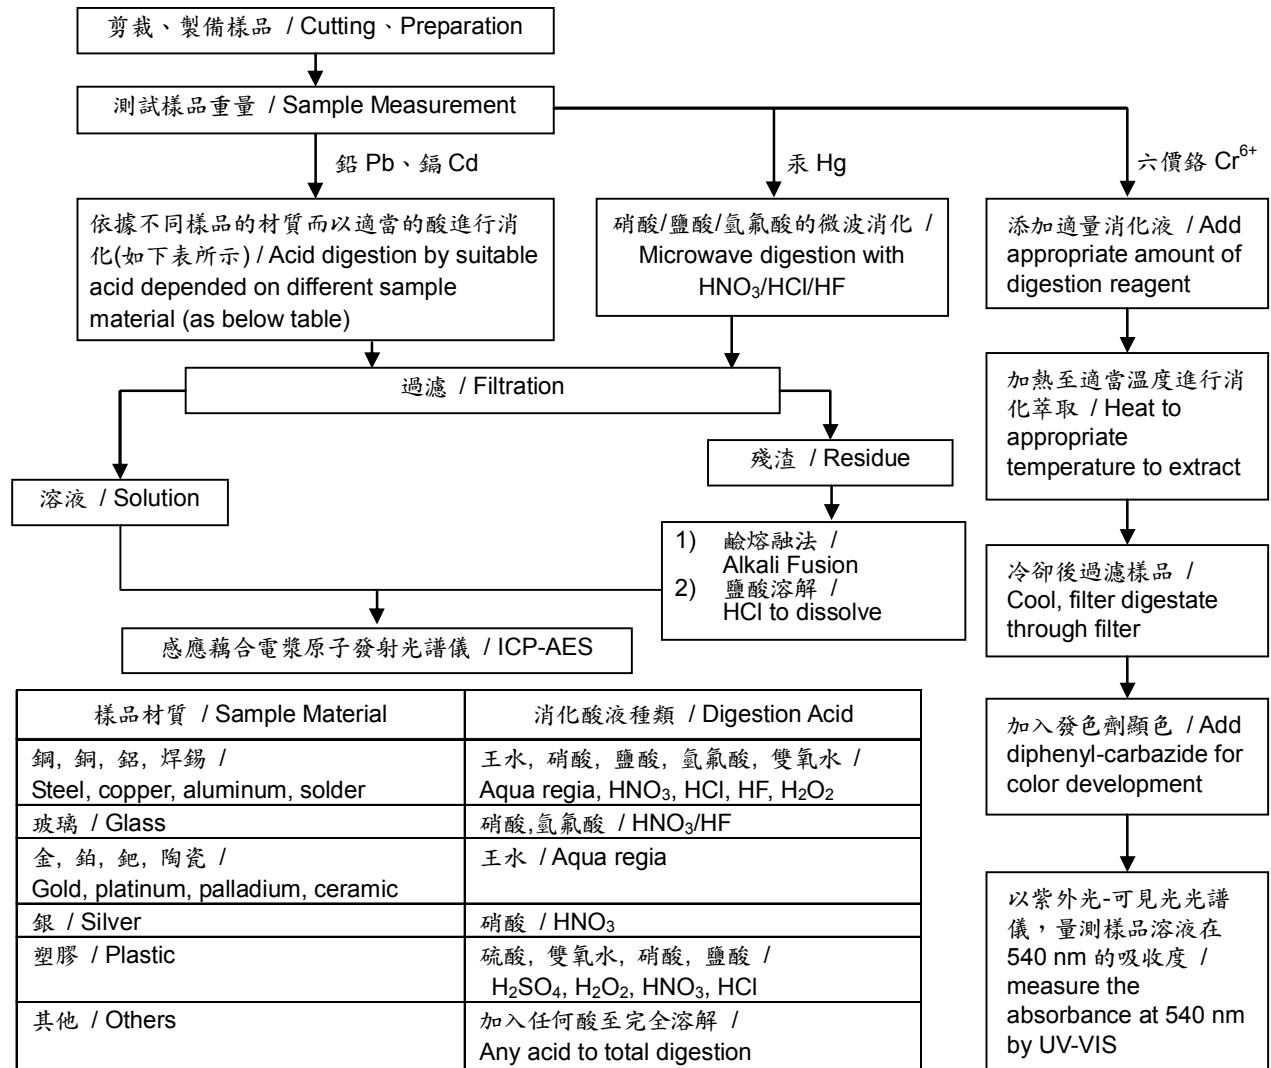 剪裁、製備樣品 / Cutting、Preparation
測試樣品重量 / Sample Measurement
鉛 Pb、鎘 Cd
汞 Hg
六價鉻 Cr⁶⁺
依據不同樣品的材質而以適當的酸進行消
化(如下表所示) / Acid digestion by suitable
acid depended on different sample
material (as below table)
硝酸/鹽酸/氫氟酸的微波消化 /
Microwave digestion with
HNO₃/HCl/HF
添加適量消化液 / Add
appropriate amount of
digestion reagent
過濾 / Filtration
加熱至適當溫度進行消
化萃取 / Heat to
appropriate
temperature to extract
溶液 / Solution
殘渣 / Residue
1) 鹼熔融法 /
Alkali Fusion
2) 鹽酸溶解 /
HCl to dissolve
冷卻後過濾樣品 /
Cool, filter digestate
through filter
感應藕合電漿原子發射光譜儀 / ICP-AES
加入發色劑顯色 / Add
diphenyl-carbazide for
color development
以紫外光-可見光光譜
儀，量測樣品溶液在
540 nm 的吸收度 /
measure the
absorbance at 540 nm
by UV-VIS
樣品材質 / Sample Material
消化酸液種類 / Digestion Acid
鋼, 銅, 鋁, 焊錫 /
Steel, copper, aluminum, solder
王水, 硝酸, 鹽酸, 氫氟酸, 雙氧水 /
Aqua regia, HNO₃, HCl, HF, H₂O₂
玻璃 / Glass
硝酸,氫氟酸 / HNO₃/HF
金, 鉑, 鈀, 陶瓷 /
Gold, platinum, palladium, ceramic
王水 / Aqua regia
銀 / Silver
硝酸 / HNO₃
塑膠 / Plastic
硫酸, 雙氧水, 硝酸, 鹽酸 /
H₂SO₄, H₂O₂, HNO₃, HCl
其他 / Others
加入任何酸至完全溶解 /
Any acid to total digestion